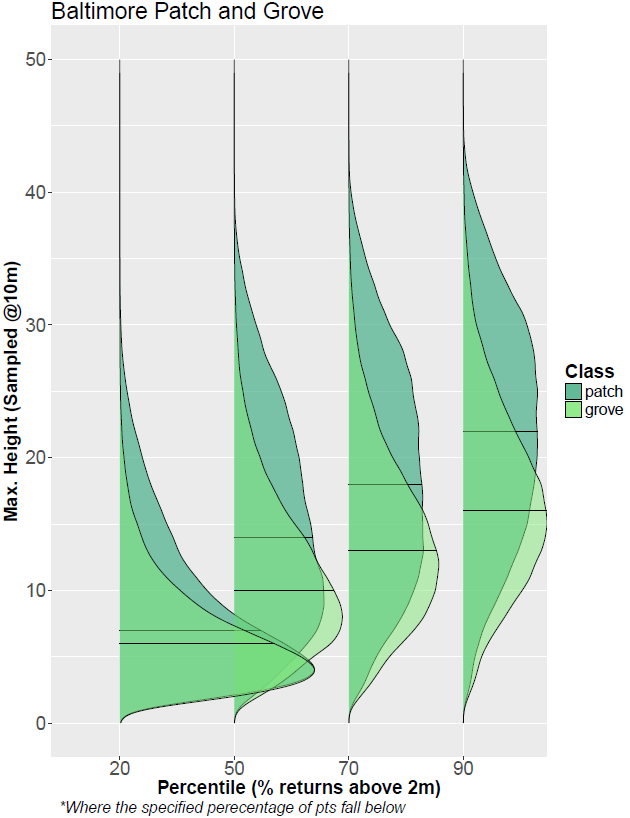 Baltimore Patch and Grove
50
40
30
20
10
0
Max. Height (Sampled @10m)
20 50 70 90
Percentile (% returns above 2m)
*Where the specified perecentage of pts fall below
Class
patch
grove